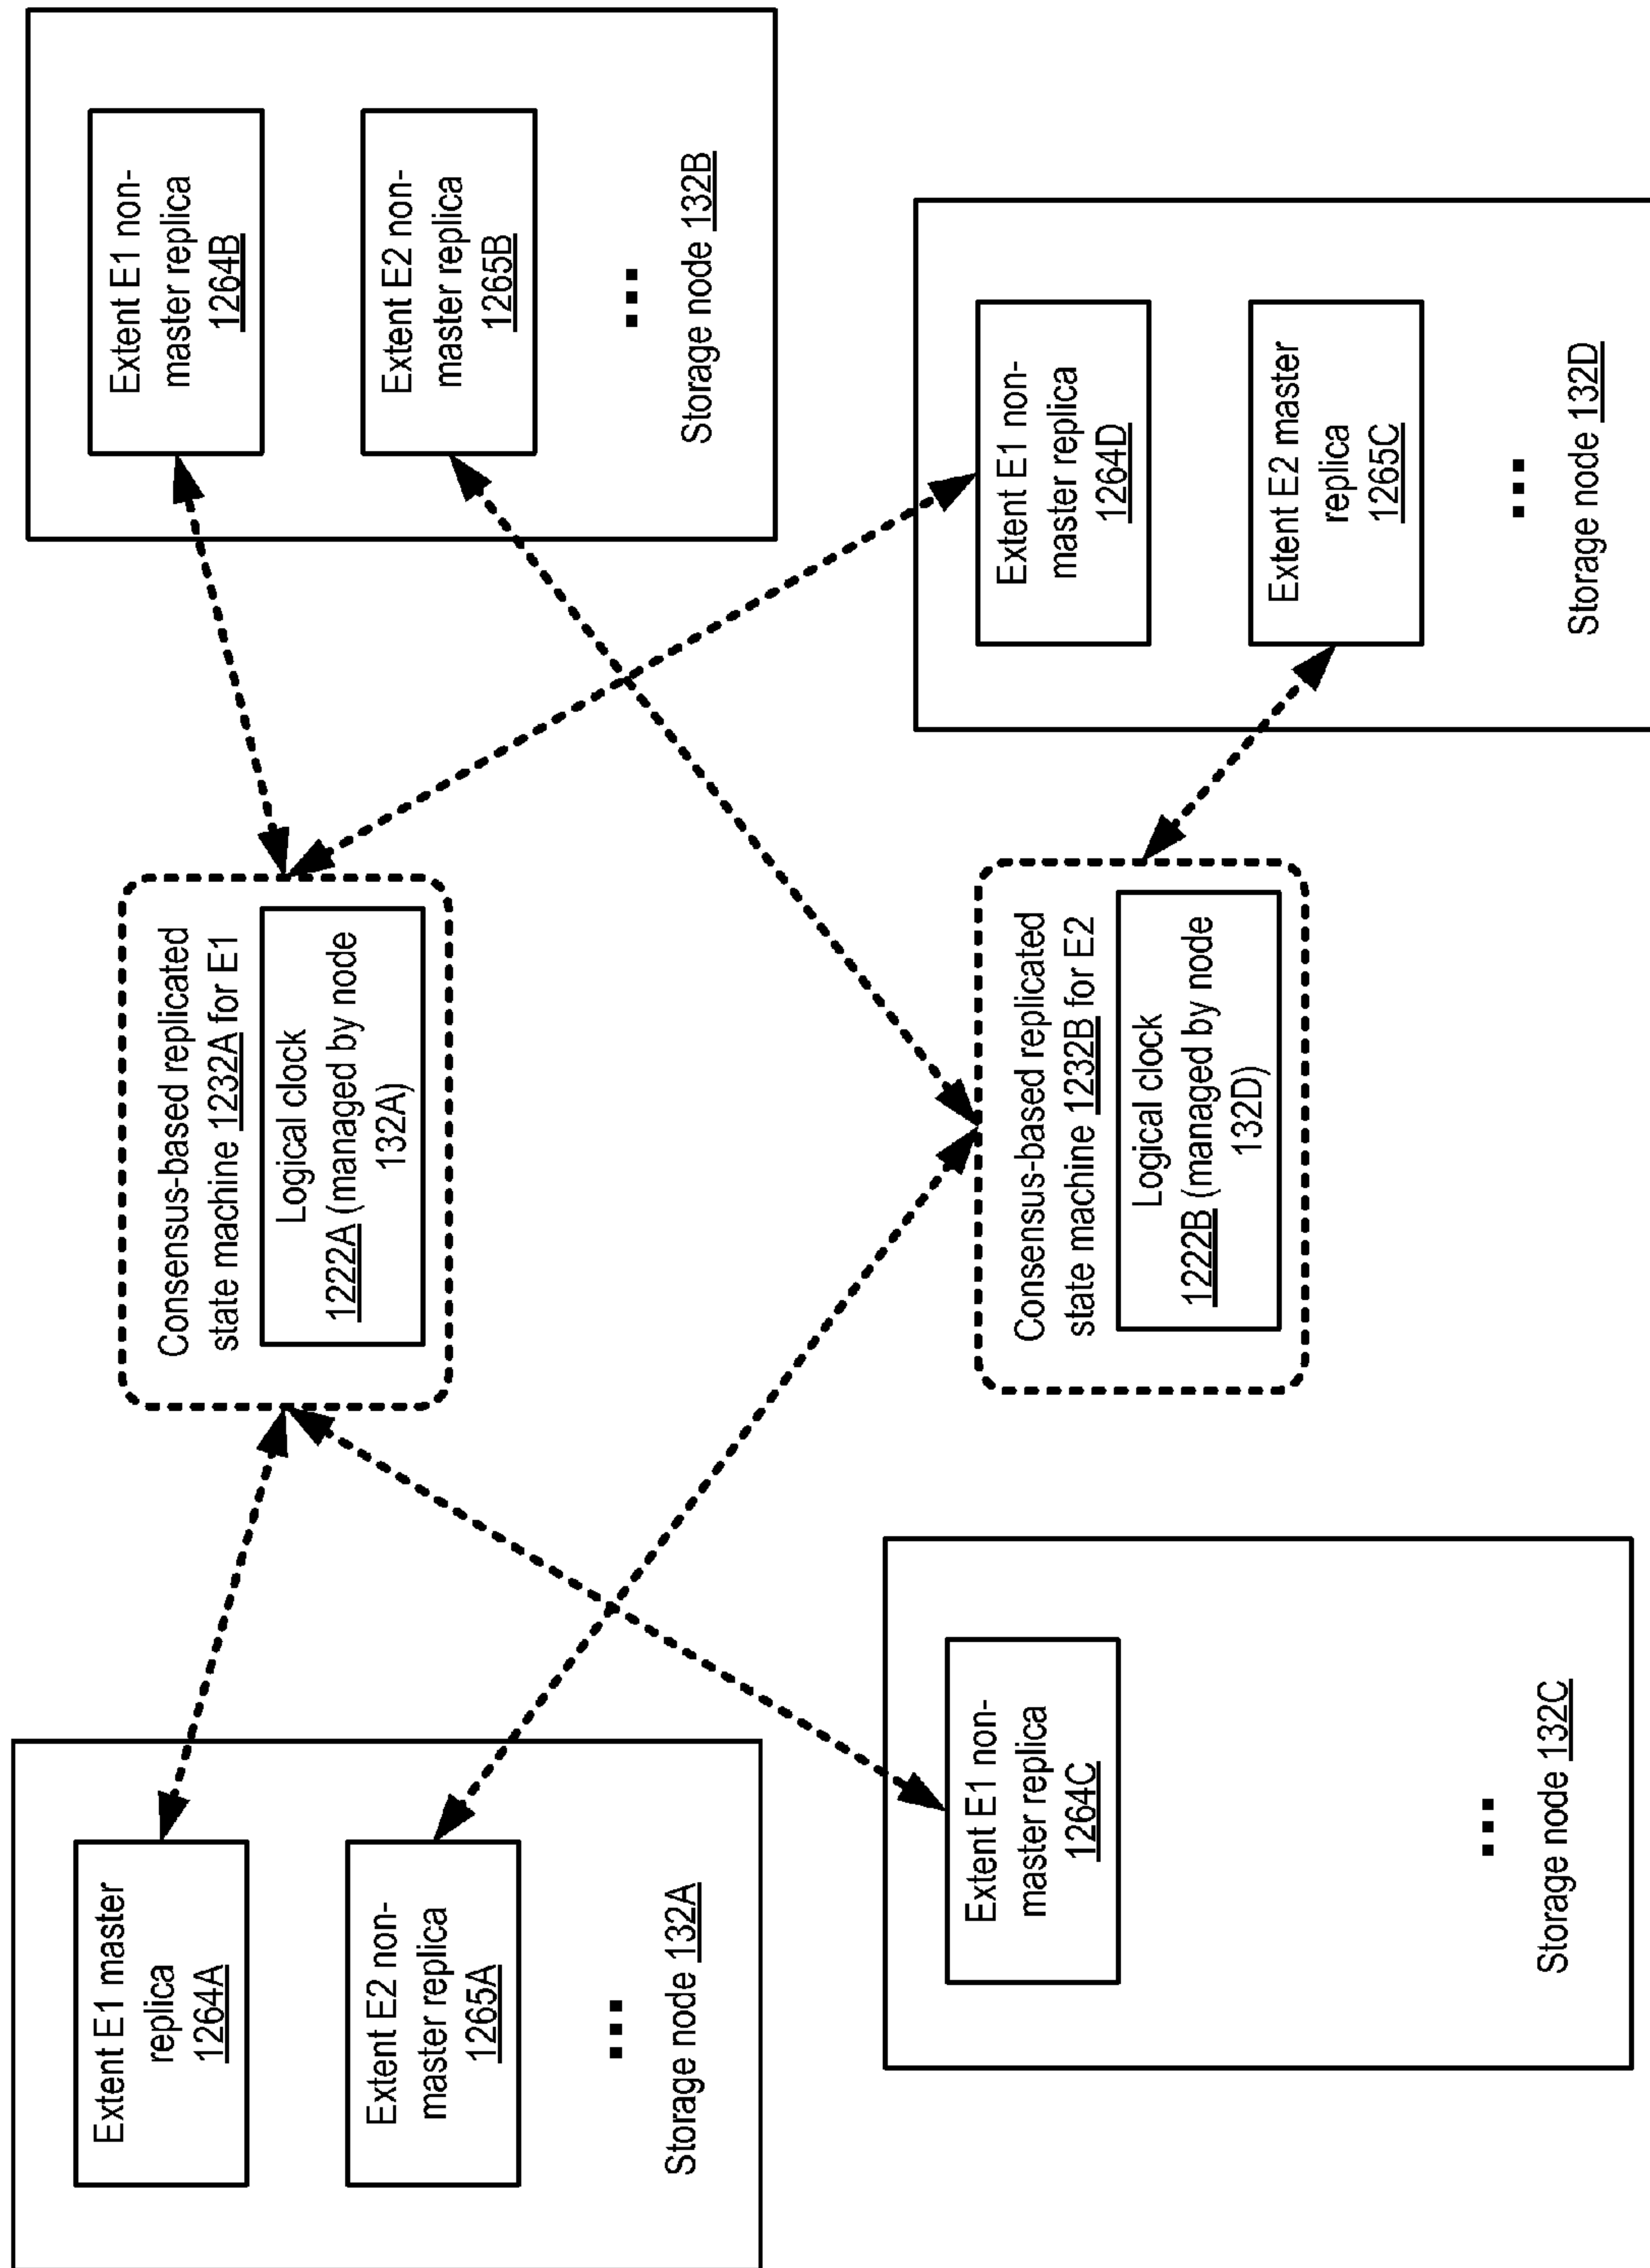 Extent E1 master
replica
1264A
Extent E2 non-
master replica
1265A
...
Storage node 132A
Consensus-based replicated
state machine 1232A for E1
Logical clock
1222A (managed by node
132A)
Extent E1 non-
master replica
1264B
Extent E2 non-
master replica
1265B
...
Storage node 132B
Extent E1 non-
master replica
1264C
...
Storage node 132C
Consensus-based replicated
state machine 1232B for E2
Logical clock
1222B (managed by node
132D)
Extent E1 non-
master replica
1264D
Extent E2 master
replica
1265C
...
Storage node 132D